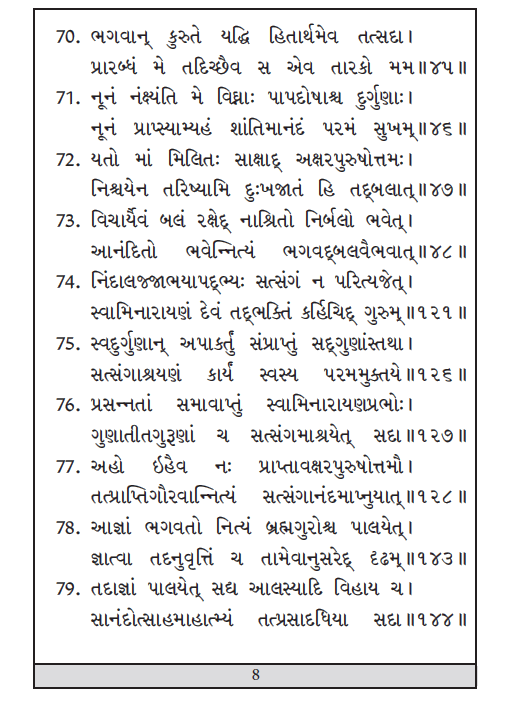 70. ભગવાન્ કુરુતે યદ્ધિ હિતાર્થમેવ તત્સદા।
પ્રારબ્ધં મે તદિચ્છૈવ સ એવ તારકો મમ॥૪૫॥
71. નૂનં નંક્ષ્યંતિ મે વિઘ્નાઃ પાપદોષાશ્ચ દુર્ગુણાઃ।
નૂનં પ્રાપ્સ્યામ્યહં શાંતિમાનંદં પરમં સુખમ્॥૪૬॥
72. યતો માં મિલિતઃ સાક્ષાદ્ અક્ષરપુરુષોત્તમઃ।
નિશ્ચયેન તરિષ્યામિ દુઃખજાતં હિ તદ્બલાત્॥૪૭॥
73. વિચાર્યૈવં બલં રક્ષેદ્ નાશ્રિતો નિર્બલો ભવેત્।
આનંદિતો ભવેન્નિત્યં ભગવદ્બલવૈભવાત્॥૪૮॥
74. નિંદાલજ્જાભયાપદ્ભ્યઃ સત્સંગં ન પરિત્યજેત્।
સ્વામિનારાયણં દેવં તદ્ભક્તિં કર્હિચિદ્ ગુરુમ્॥૧૨૧॥
75. સ્વદુર્ગુણાન્ અપાકર્તું સંપ્રાપ્તું સદ્ગુણાંસ્તથા।
સત્સંગાશ્રયણં કાર્યં સ્વસ્ય પરમમુક્તયે॥૧૨૬॥
76. પ્રસન્નતાં સમાવાપ્તું સ્વામિનારાયણપ્રભોઃ।
ગુણાતીતગુરૂણાં ચ સત્સંગમાશ્રયેત્ સદા॥૧૨૭॥
77. અહો ઇહૈવ નઃ પ્રાપ્તાવક્ષરપુરુષોત્તમૌ।
તત્પ્રાપ્તિગૌરવાન્નિત્યં સત્સંગાનંદમાપ્નુયાત્॥૧૨૮॥
78. આજ્ઞાં ભગવતો નિત્યં બ્રહ્મગુરોશ્ચ પાલયેત્।
જ્ઞાત્વા તદનુવૃત્તિં ચ તામેવાનુસરેદ્ દૃઢમ્॥૧૪૩॥
79. તદાજ્ઞાં પાલયેત્ સદ્ય આલસ્યાદિ વિહાય ચ।
સાનંદોત્સાહમાહાત્મ્યં તત્પ્રસાદધિયા સદા॥૧૪૪॥
8